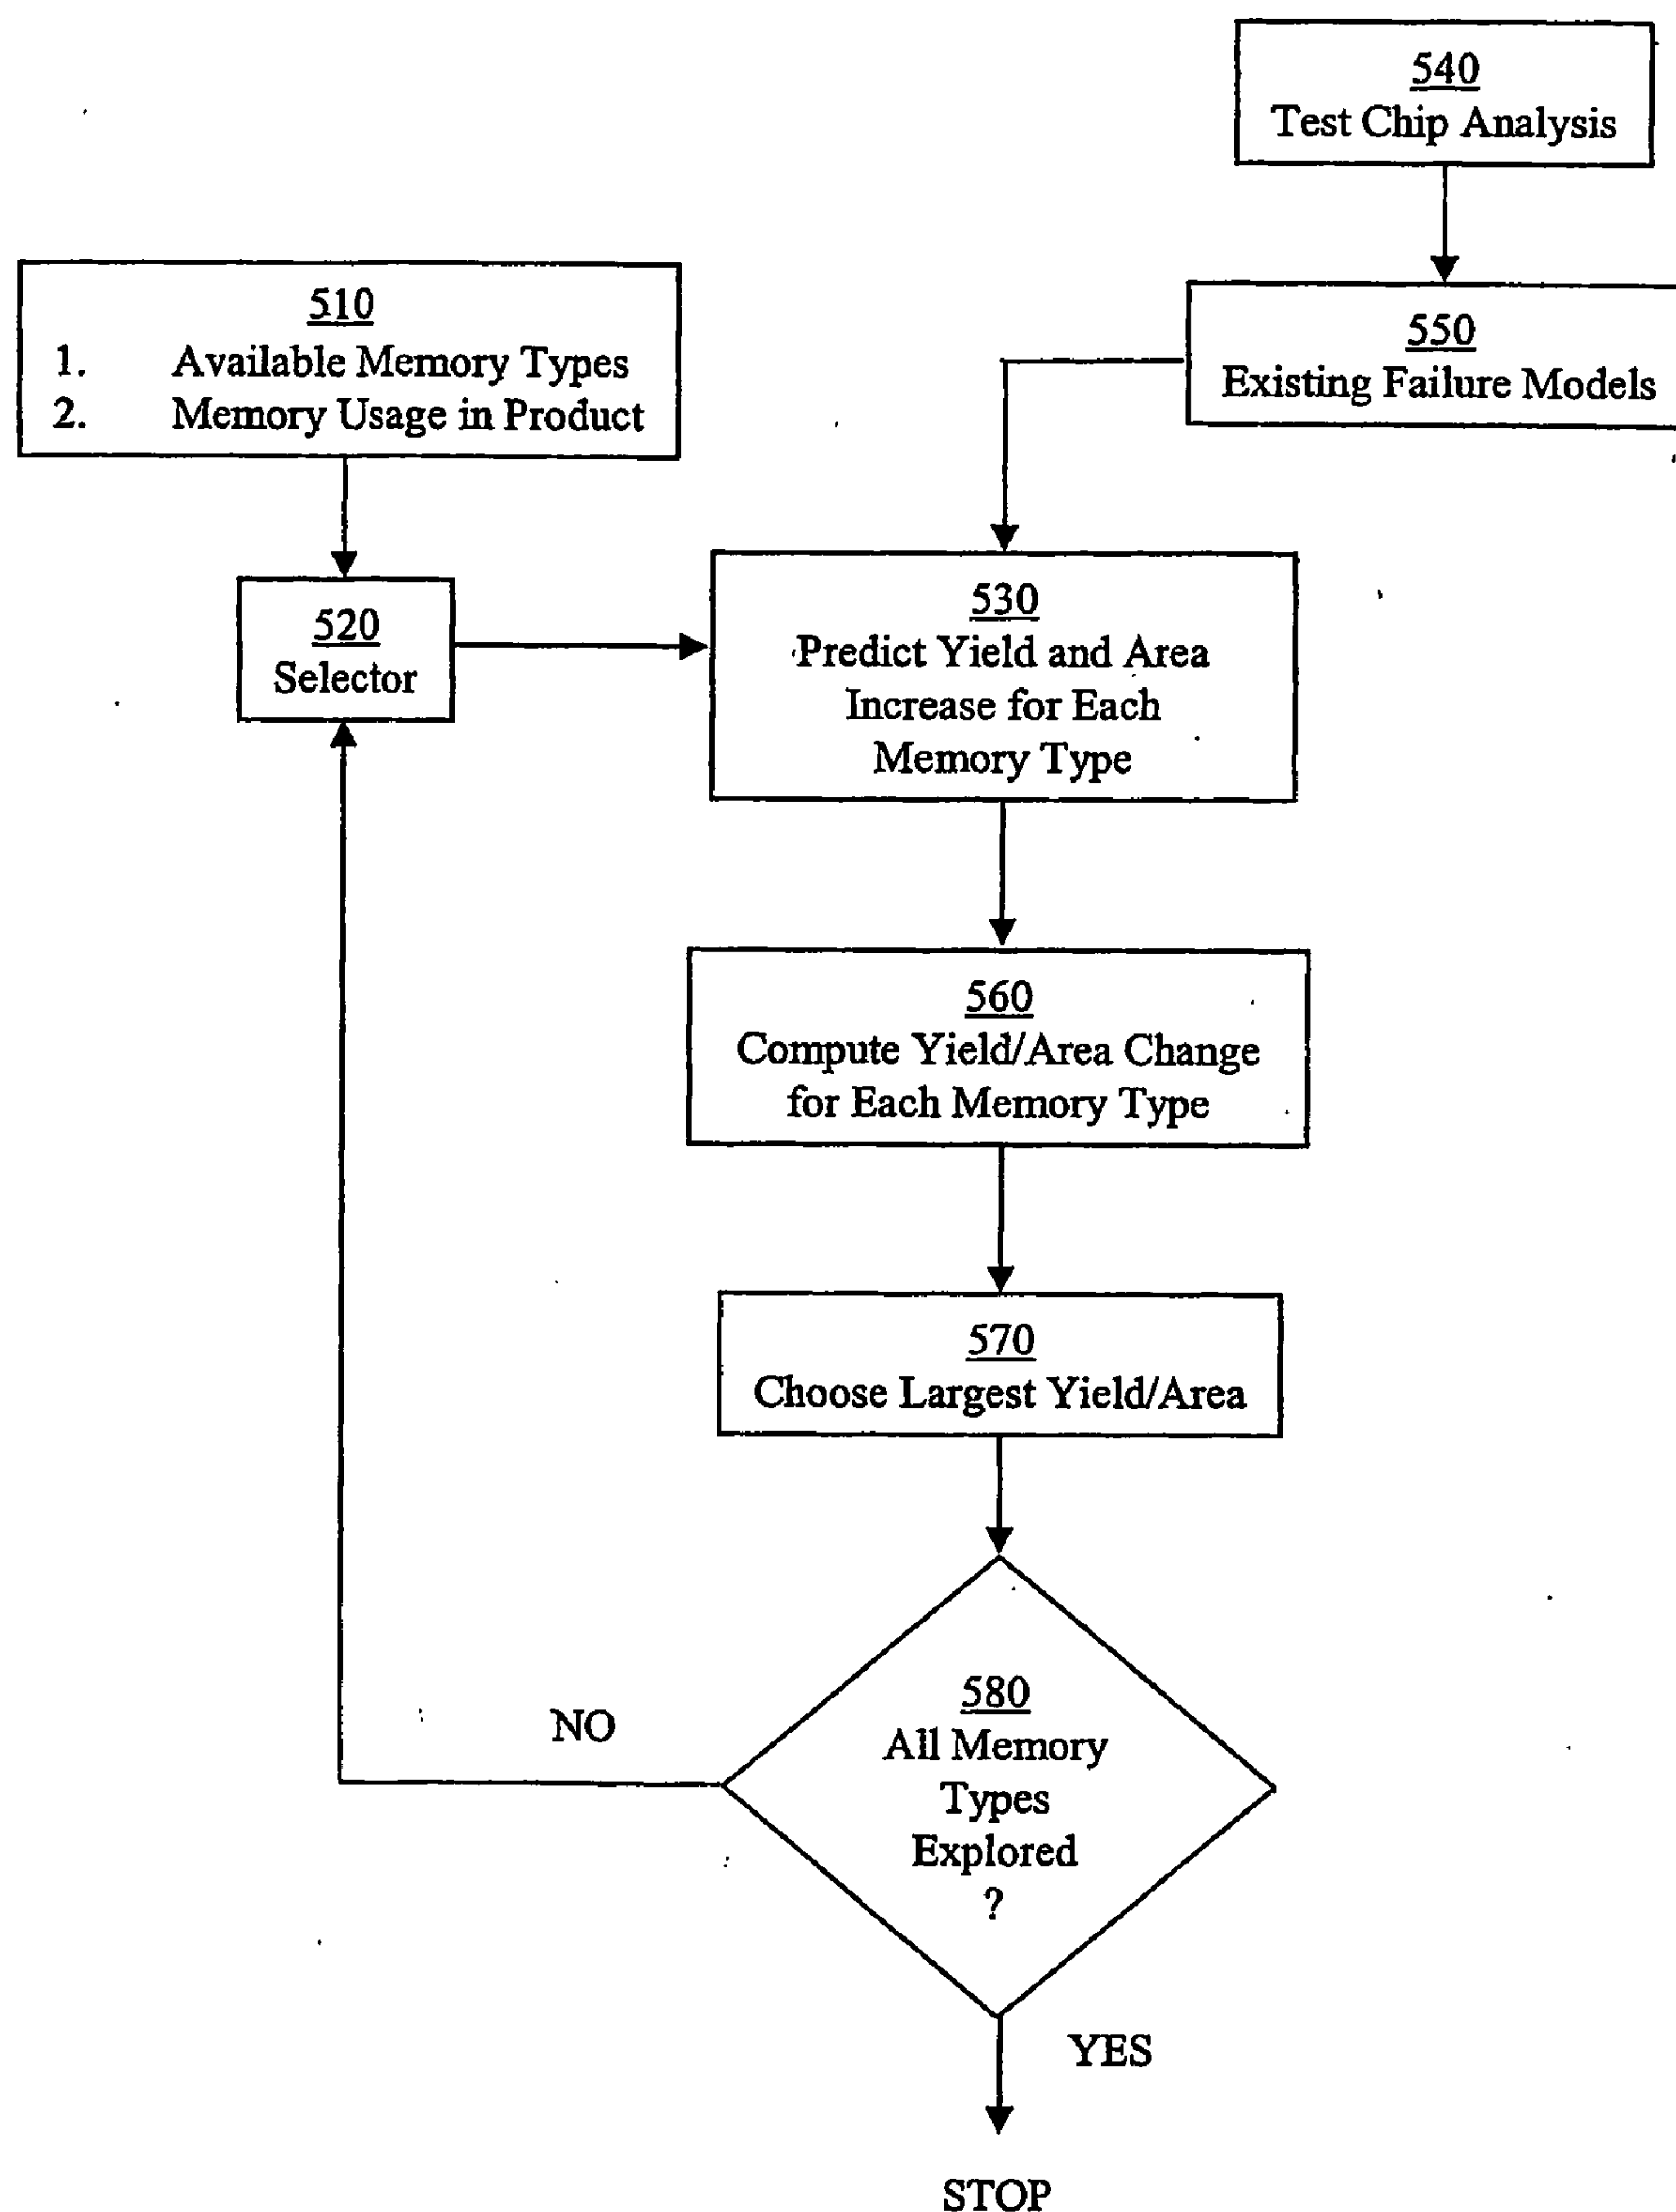 540
Test Chip Analysis
510
1. Available Memory Types
2. Memory Usage in Product
550
Existing Failure Models
520
Selector
530
Predict Yield and Area
Increase for Each
Memory Type
560
Compute Yield/Area Change
for Each Memory Type
570
Choose Largest Yield/Area
580
All Memory
Types
Explored
?
NO
YES
STOP